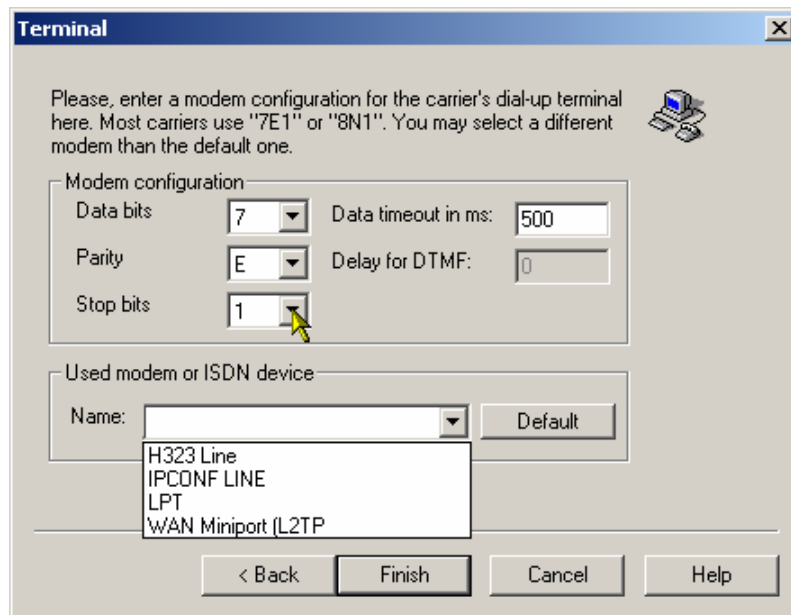 Terminal
Please, enter a modem configuration for the carrier's dial-up terminal
here. Most carriers use "7E1" or "8N1". You may select a different
modem than the default one.
Modem configuration
Data bits 7 Data timeout in ms: 500
Parity E Delay for DTMF: 0
Stop bits 1
Used modem or ISDN device
Name: Default
H323 Line
IPCONF LINE
LPT
WAN Miniport (L2TP
< Back Finish Cancel Help